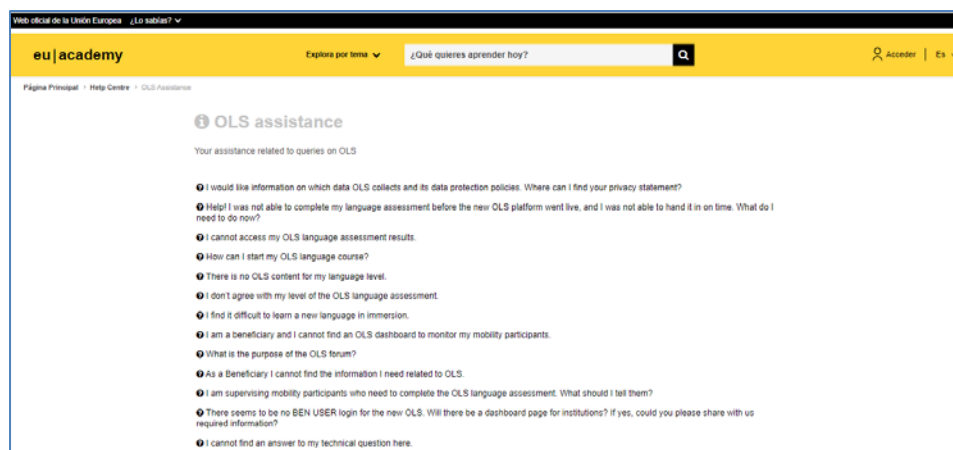 Web oficial de la Unión Europea ¿Lo sabías?
eu|academy Explora por tema ¿Qué quieres aprender hoy? Acceder | Es
Página Principal > Help Centre > OLS Assistance
OLS assistance
Your assistance related to queries on OLS
I would like information on which data OLS collects and its data protection policies. Where can I find your privacy statement?
Help! I was not able to complete my language assessment before the new OLS platform went live, and I was not able to hand it in on time. What do I
need to do now?
I cannot access my OLS language assessment results.
How can I start my OLS language course?
There is no OLS content for my language level.
I don't agree with my level of the OLS language assessment.
I find it difficult to learn a new language in immersion.
I am a beneficiary and I cannot find an OLS dashboard to monitor my mobility participants.
What is the purpose of the OLS forum?
As a Beneficiary I cannot find the information I need related to OLS.
I am supervising mobility participants who need to complete the OLS language assessment. What should I tell them?
There seems to be no BEN USER login for the new OLS. Will there be a dashboard page for institutions? If yes, could you please share with us
required information?
I cannot find an answer to my technical question here.